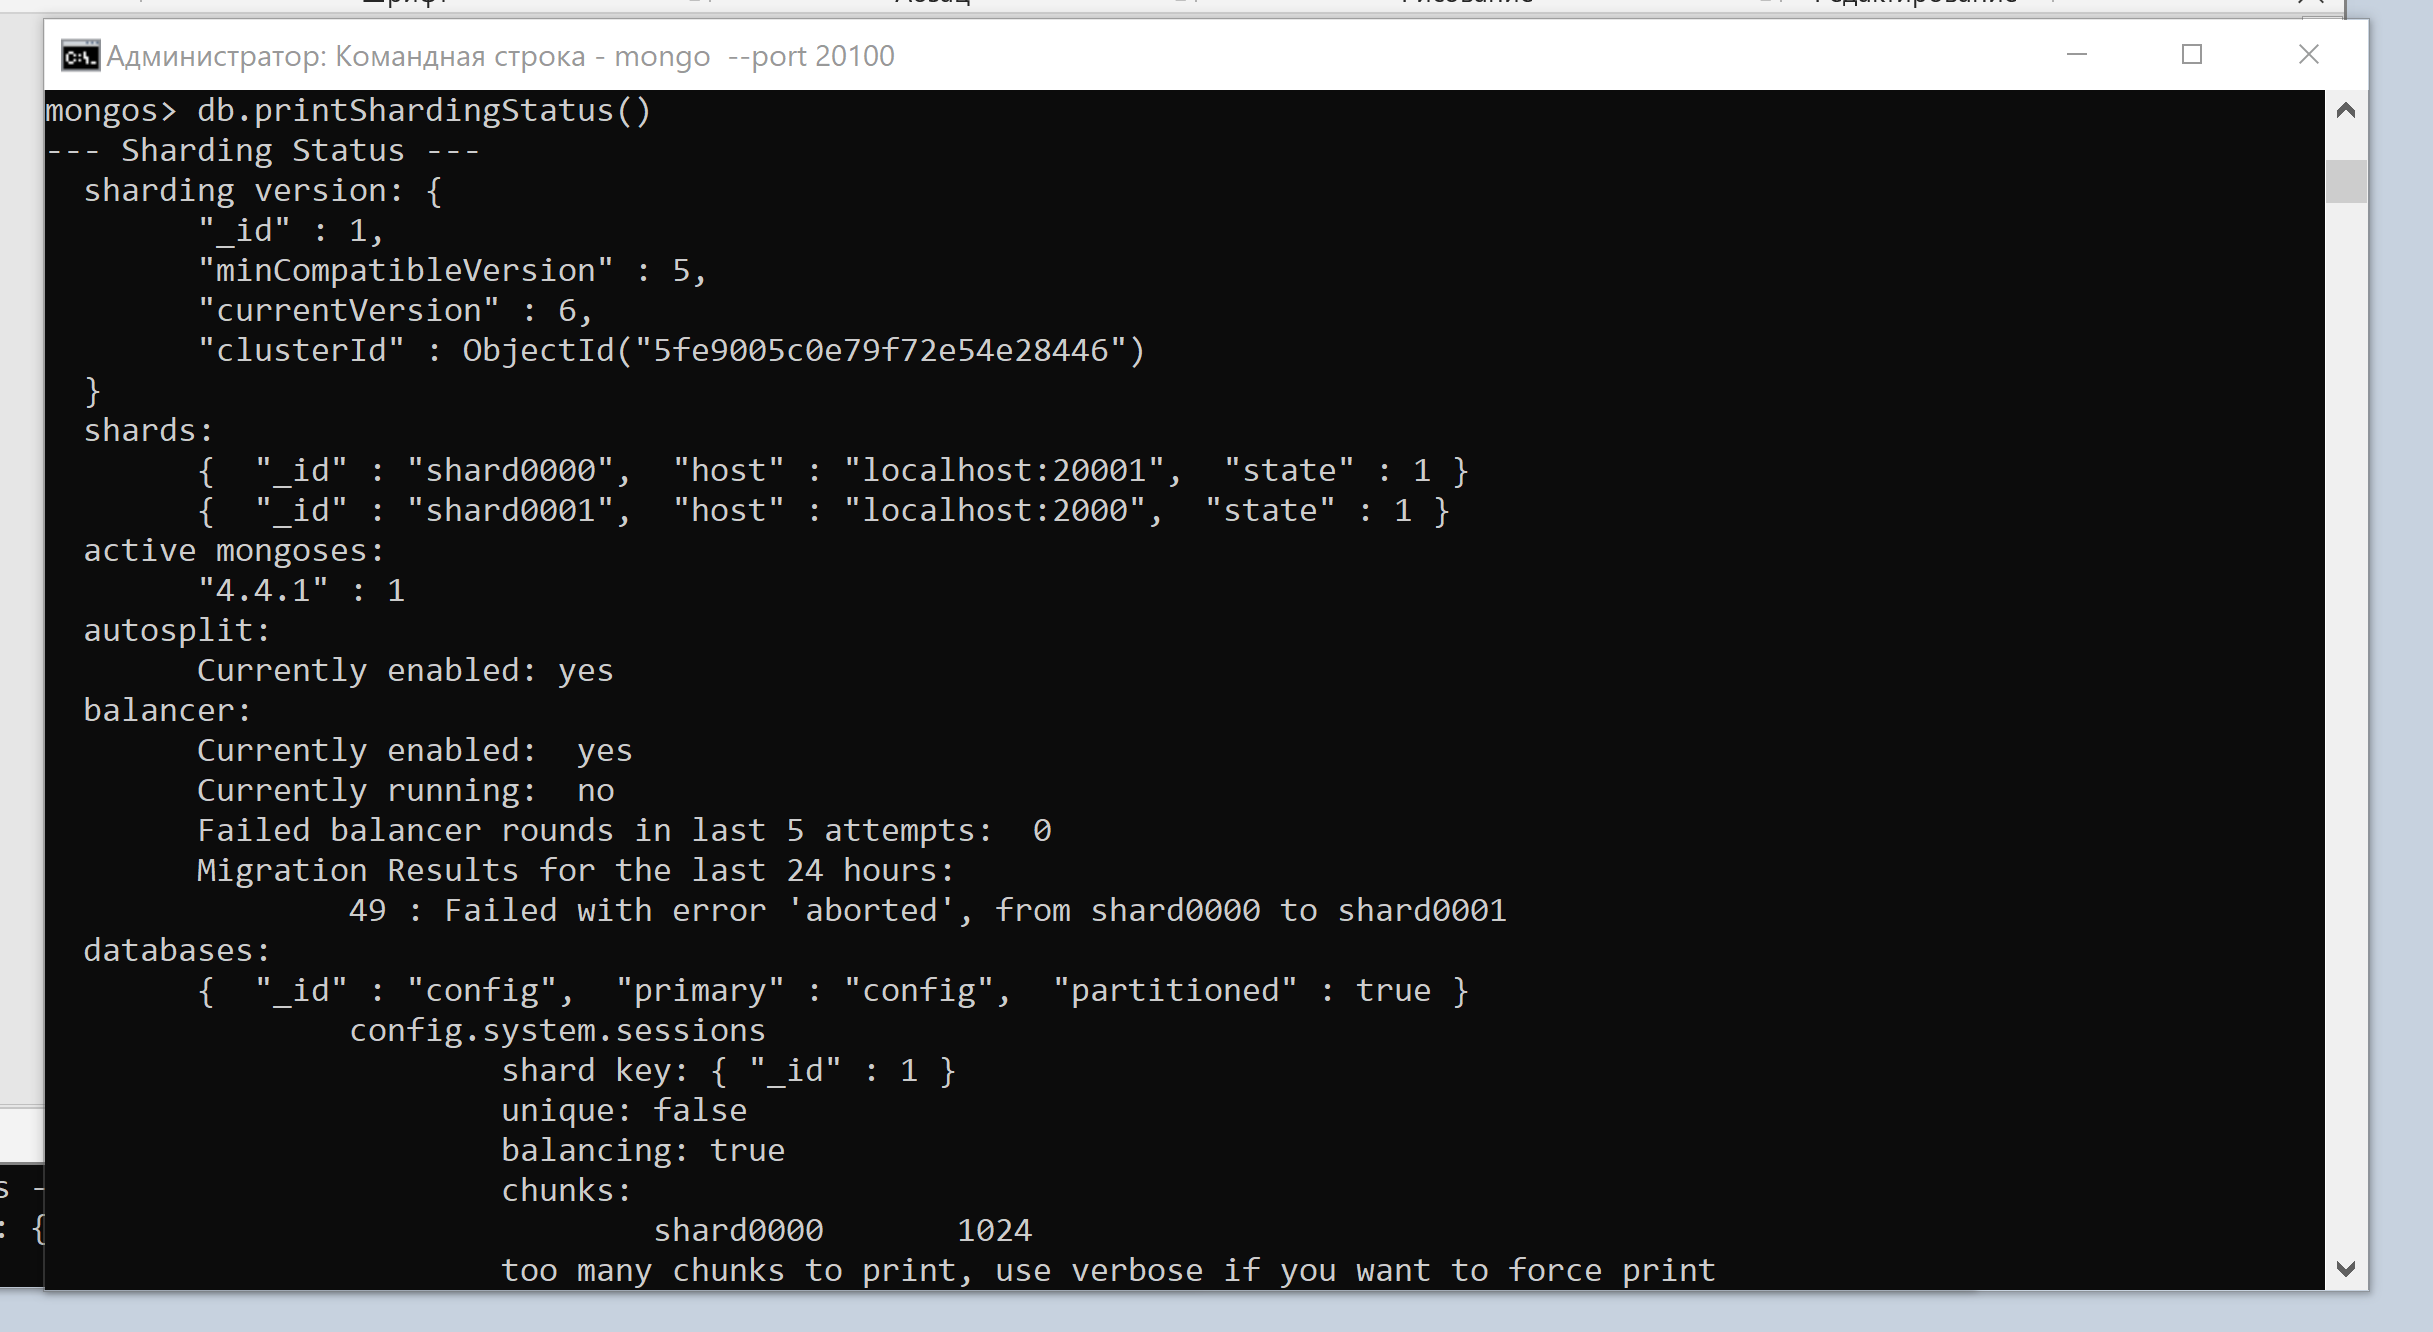 Шрифт Абзац Рисование Редактирование
Администратор: Командная строка - mongo  --port 20100
mongos> db.printShardingStatus()
--- Sharding Status ---
  sharding version: {
        "_id" : 1,
        "minCompatibleVersion" : 5,
        "currentVersion" : 6,
        "clusterId" : ObjectId("5fe9005c0e79f72e54e28446")
  }
  shards:
        {  "_id" : "shard0000",  "host" : "localhost:20001",  "state" : 1 }
        {  "_id" : "shard0001",  "host" : "localhost:2000",  "state" : 1 }
  active mongoses:
        "4.4.1" : 1
  autosplit:
        Currently enabled: yes
  balancer:
        Currently enabled:  yes
        Currently running:  no
        Failed balancer rounds in last 5 attempts:  0
        Migration Results for the last 24 hours:
                49 : Failed with error 'aborted', from shard0000 to shard0001
  databases:
        {  "_id" : "config",  "primary" : "config",  "partitioned" : true }
                config.system.sessions
                        shard key: { "_id" : 1 }
                        unique: false
                        balancing: true
                        chunks:
s -
                                shard0000       1024
: {
                        too many chunks to print, use verbose if you want to force print